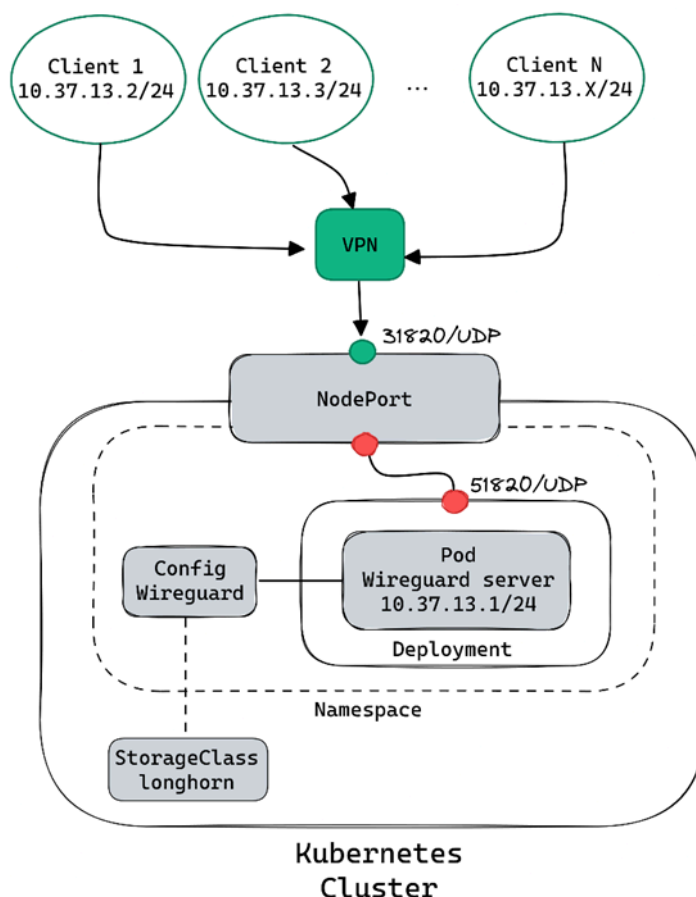 Client 1
10.37.13.2/24
Client 2
10.37.13.3/24
...
Client N
10.37.13.X/24
VPN
31820/UDP
NodePort
51820/UDP
Config
Wireguard
Pod
Wireguard server
10.37.13.1/24
Deployment
Namespace
StorageClass
longhorn
Kubernetes
Cluster